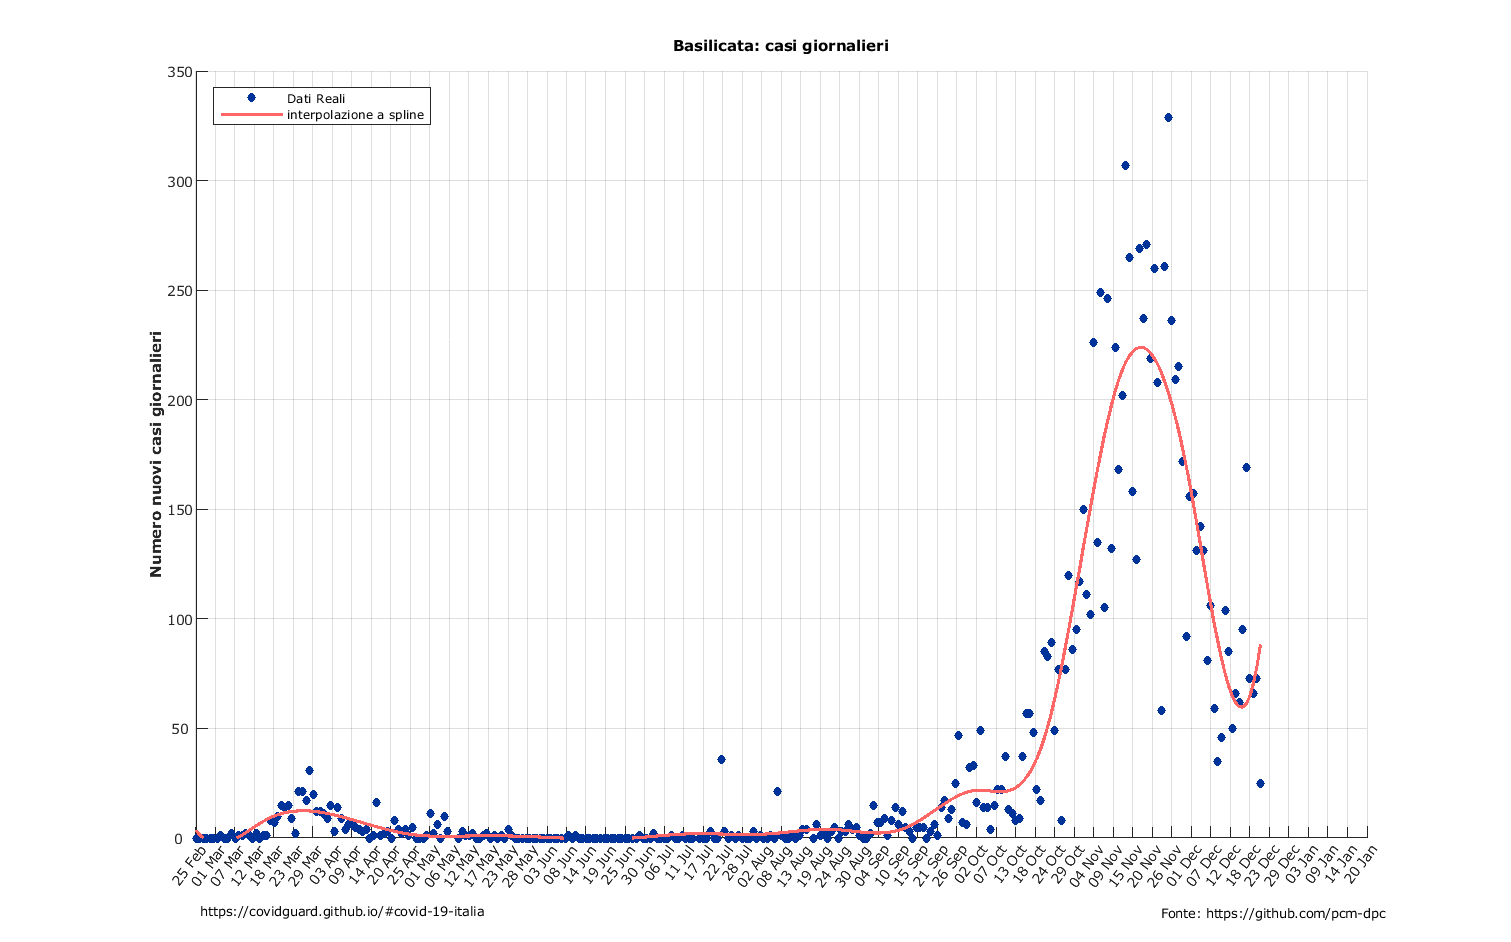 Basilicata: casi giornalieri
350
300
250
200
150
100
50
0
Dati Reali
interpolazione a spline
Numero nuovi casi giornalieri
25 Feb
01 Mar
07 Mar
12 Mar
18 Mar
23 Mar
29 Mar
03 Apr
09 Apr
14 Apr
20 Apr
25 Apr
01 May
06 May
12 May
17 May
23 May
28 May
03 Jun
08 Jun
14 Jun
19 Jun
25 Jun
30 Jun
06 Jul
11 Jul
17 Jul
22 Jul
28 Jul
02 Aug
08 Aug
13 Aug
19 Aug
24 Aug
30 Aug
04 Sep
10 Sep
15 Sep
21 Sep
26 Sep
02 Oct
07 Oct
13 Oct
18 Oct
24 Oct
29 Oct
04 Nov
09 Nov
15 Nov
20 Nov
26 Nov
01 Dec
07 Dec
12 Dec
18 Dec
23 Dec
29 Dec
03 Jan
09 Jan
14 Jan
20 Jan
https://covidguard.github.io/#covid-19-italia
Fonte: https://github.com/pcm-dpc